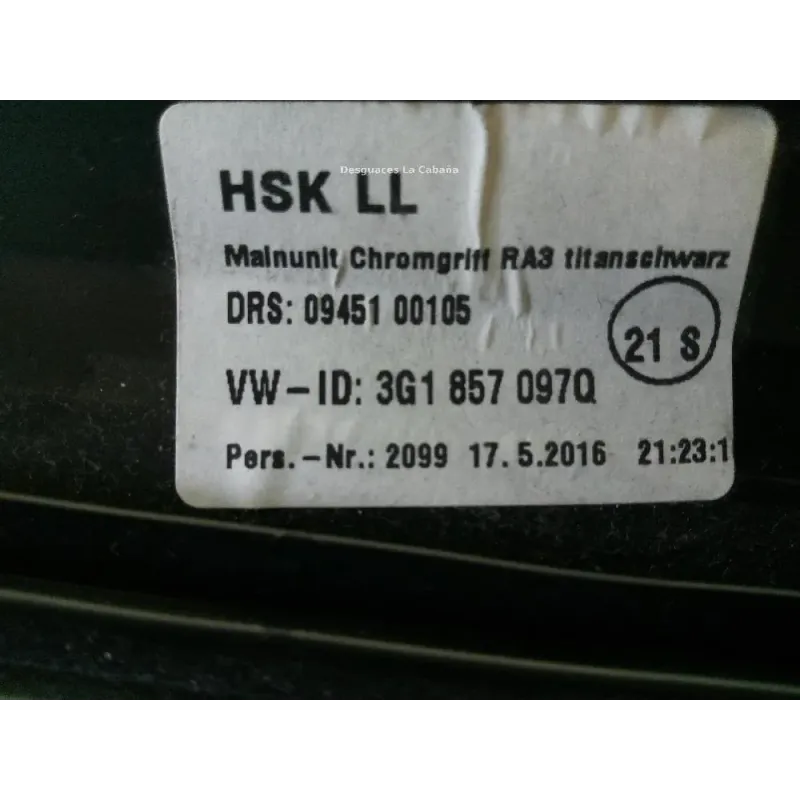 Desguaces La Cabaña
HSK LL
Mainunit Chromgriff RA3 titanschwarz
DRS: 09451 00105
21 S
VW-ID: 3G1 857 097Q
Pers.-Nr.: 2099 17.5.2016 21:23:1